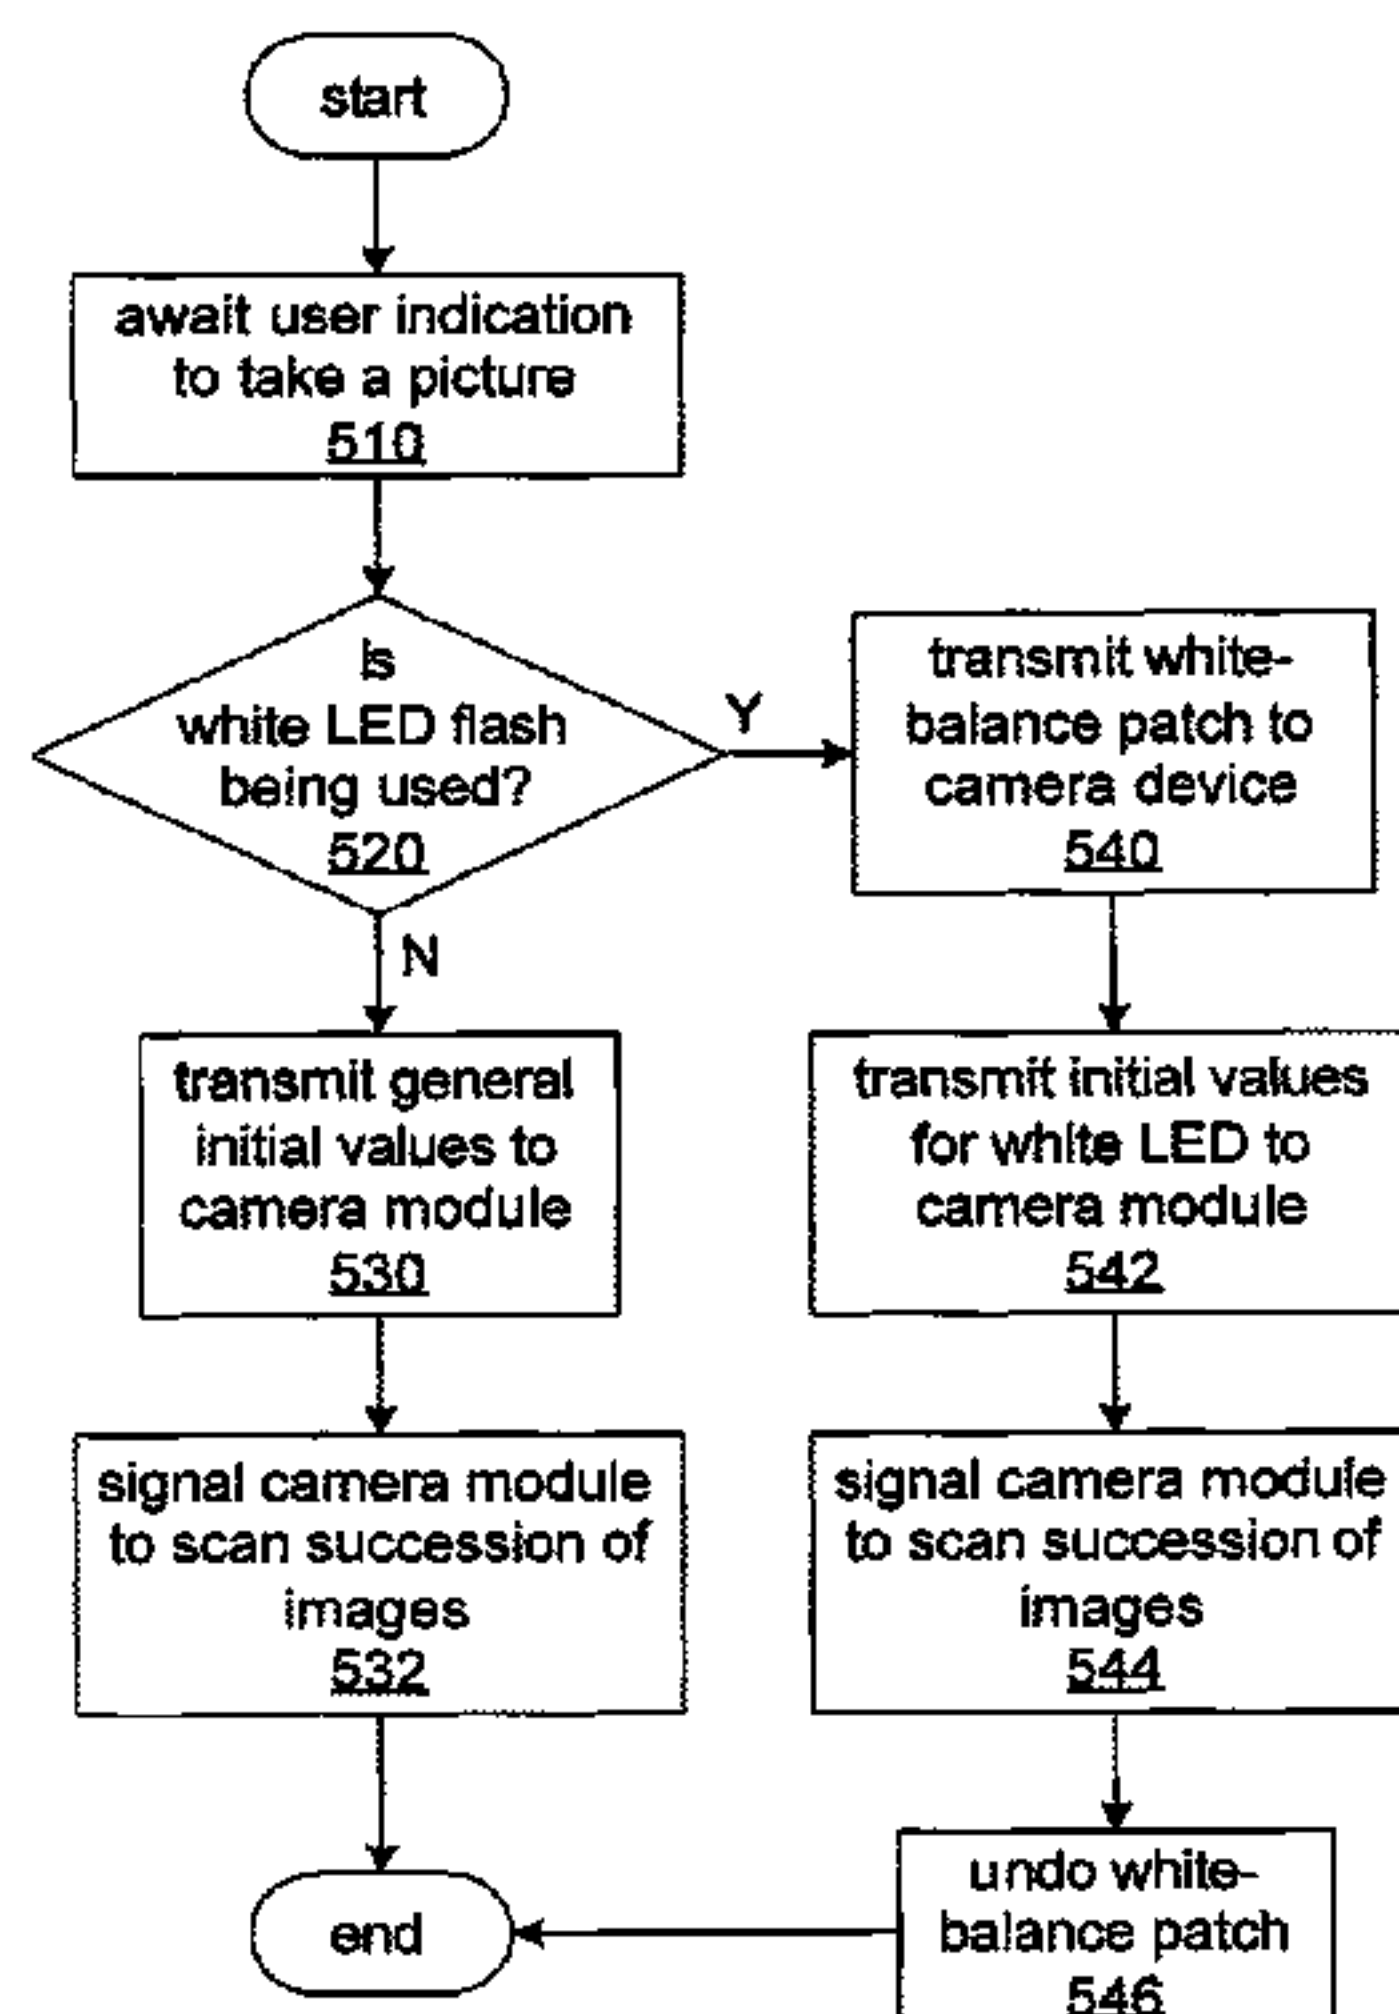 start
await user indication
to take a picture
510
Is
white LED flash
being used?
520
Y
N
transmit general
initial values to
camera module
530
signal camera module
to scan succession of
images
532
transmit white-
balance patch to
camera device
540
transmit initial values
for white LED to
camera module
542
signal camera module
to scan succession of
images
544
undo white-
balance patch
546
end